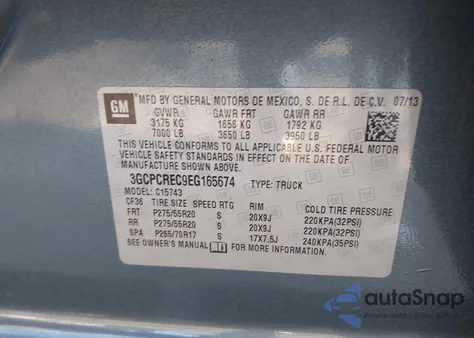 GM
MFD BY GENERAL MOTORS DE MEXICO, S. DE R.L. DE C.V. 07/13
GVWR GAWR FRT GAWR RR
3175 KG 1656 KG 1792 KG
7000 LB 3650 LB 3950 LB
THIS VEHICLE CONFORMS TO ALL APPLICABLE U.S. FEDERAL MOTOR
VEHICLE SAFETY STANDARDS IN EFFECT ON THE DATE OF
MANUFACTURE SHOWN ABOVE.
3GCPCREC9EG165674 TYPE: TRUCK
MODEL: C15743
CF36 TIRE SIZE SPEED RTG RIM COLD TIRE PRESSURE
FRT P275/55R20 S 20X9J 220KPA(32PSI)
RR P275/55R20 S 20X9J 220KPA(32PSI)
SPA P265/70R17 S 17X7.5J 240KPA(35PSI)
SEE OWNER'S MANUAL FOR MORE INFORMATION.
autoSnap